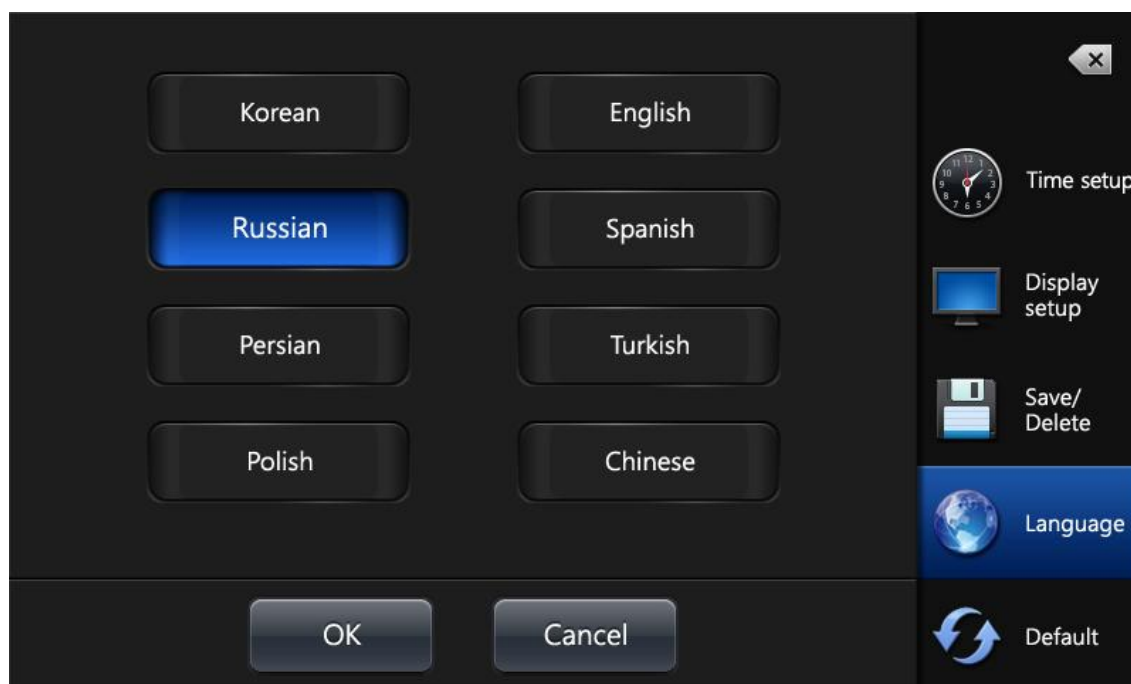 Korean
English
Russian
Spanish
Persian
Turkish
Polish
Chinese
OK
Cancel
Time setup
Display
setup
Save/
Delete
Language
Default